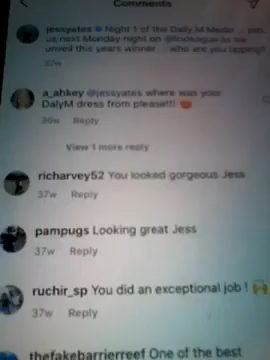 Comments
jessyates Night 1 of the Daly M Medal ... join
us next Monday night on @foxleague as we
unveil this years winner ... who are you tipping?
37w
a_ahkey @jessyates where was your
DalyM dress from please!!!
36w Reply
View 1 more reply
richarvey52 You looked gorgeous Jess
37w Reply
pampugs Looking great Jess
37w Reply
ruchir_sp You did an exceptional job ! 🙌
37w Reply
thefakebarrierreef One of the best